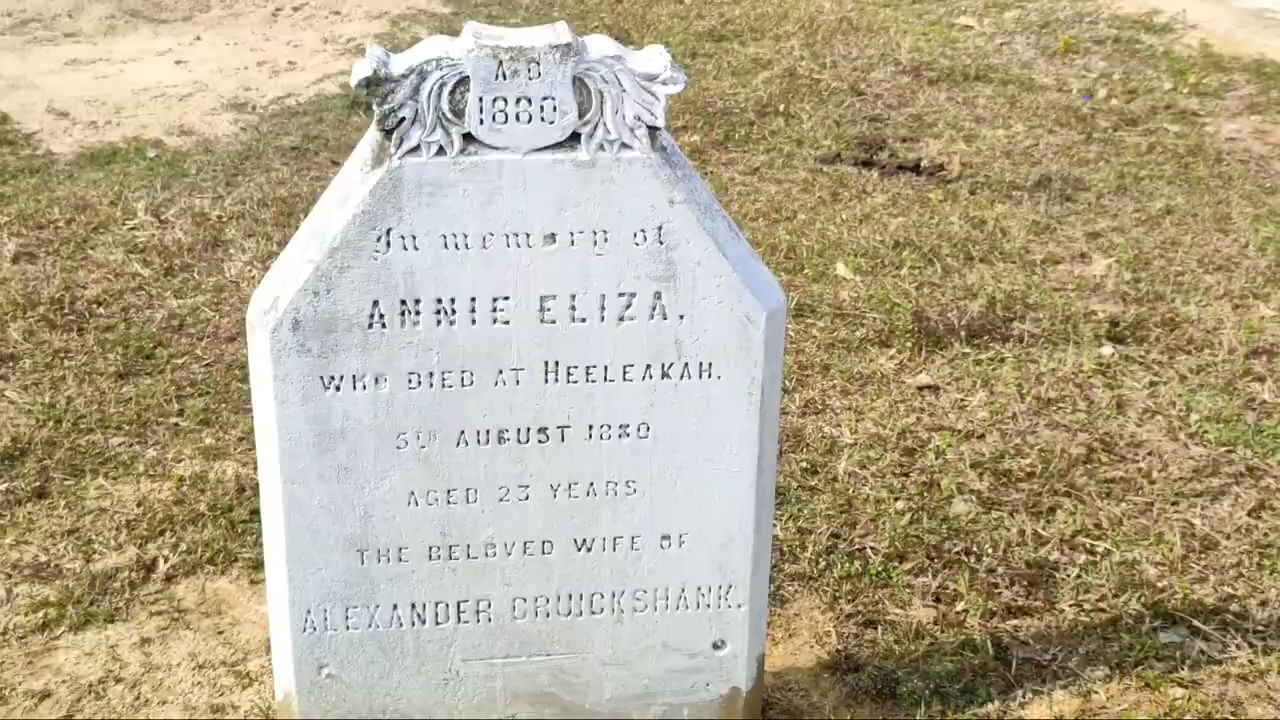 A D
1880
In memory of
ANNIE ELIZA,
WHO DIED AT HEELEAKAH.
5TH AUGUST 1880
AGED 23 YEARS
THE BELOVED WIFE OF
ALEXANDER CRUICKSHANK.